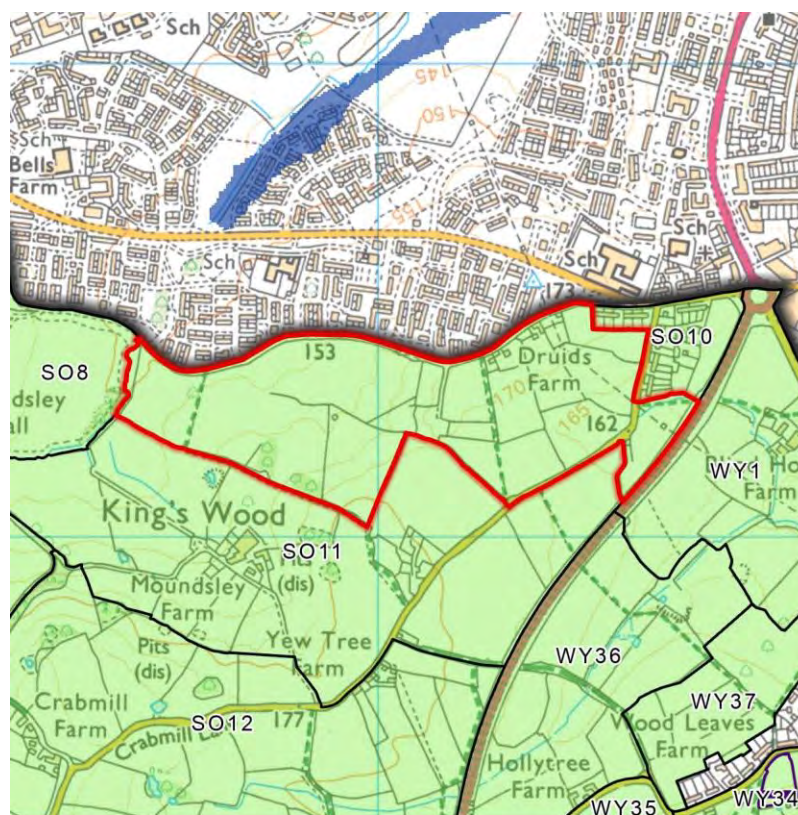 Sch
145
150
Sch
Bells
Farm
155
Sch
Sch
Sch
173
153
Druids
Farm
SO10
SO8
170
165
162
WY1
Farm
King's Wood
SO11
Pits
(dis)
Moundsley
Farm
Yew Tree
Farm
Pits
(dis)
WY36
Crabmill
Farm
SO12
177
Crabmill La
WY37
Wood Leaves
Farm
Hollytree
Farm
WY35
WY34